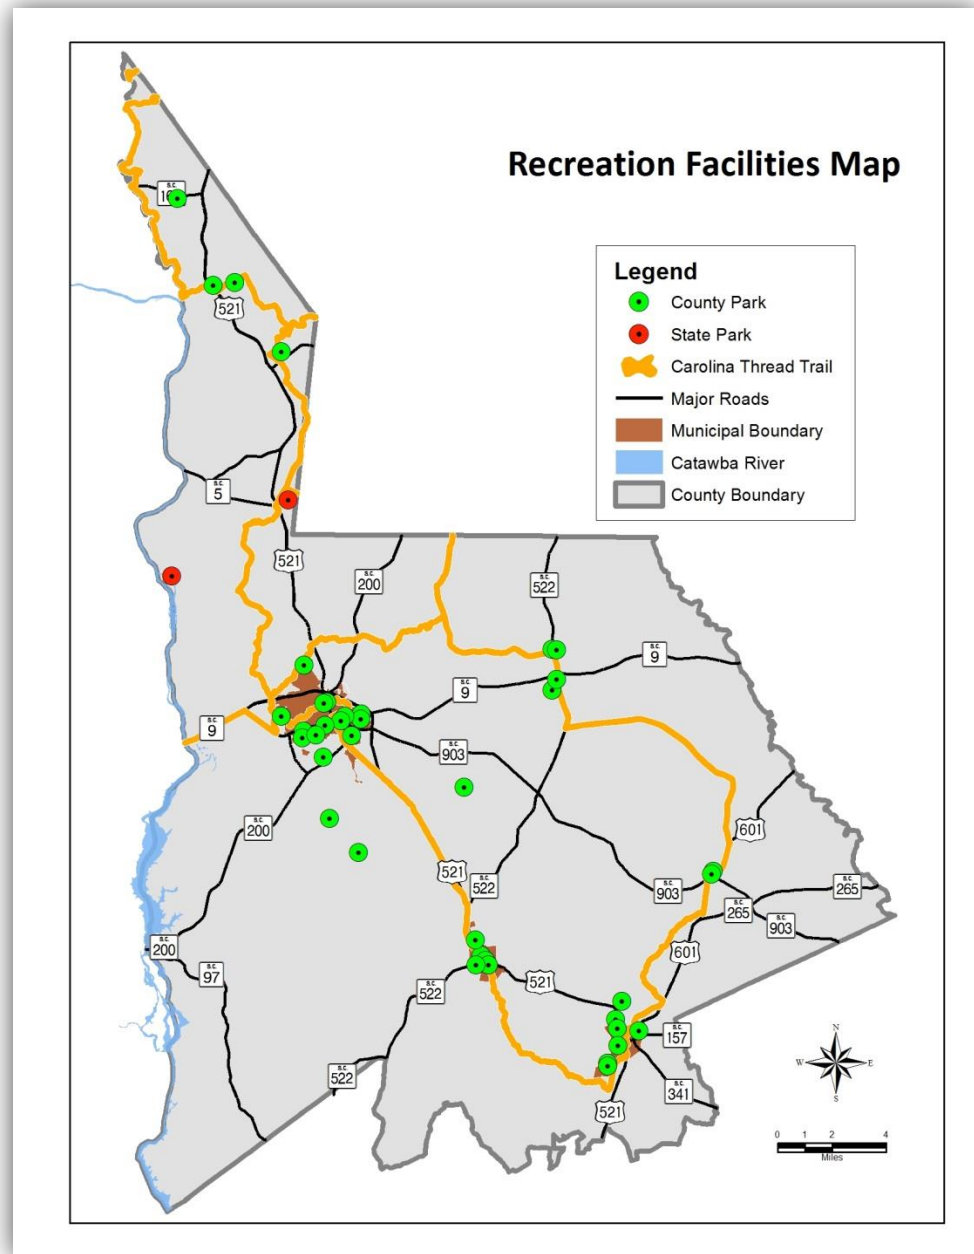 Recreation Facilities Map
Legend
County Park
State Park
Carolina Thread Trail
Major Roads
Municipal Boundary
Catawba River
County Boundary
S.C.
521
S.C.
5
521
S.C.
200
S.C.
522
S.C.
9
S.C.
9
S.C.
9
S.C.
903
S.C.
200
601
521
S.C.
522
S.C.
903
S.C.
265
S.C.
265
S.C.
903
S.C.
200
S.C.
97
601
521
S.C.
522
S.C.
157
S.C.
522
S.C.
341
521
N
W E
S
0 1 2 4
Miles